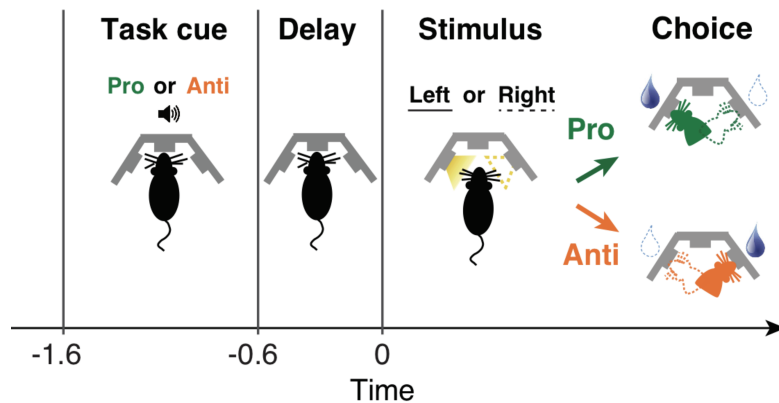 Task cue
Delay
Stimulus
Choice
Pro or Anti
Left or Right
Pro
Anti
-1.6
-0.6
0
Time